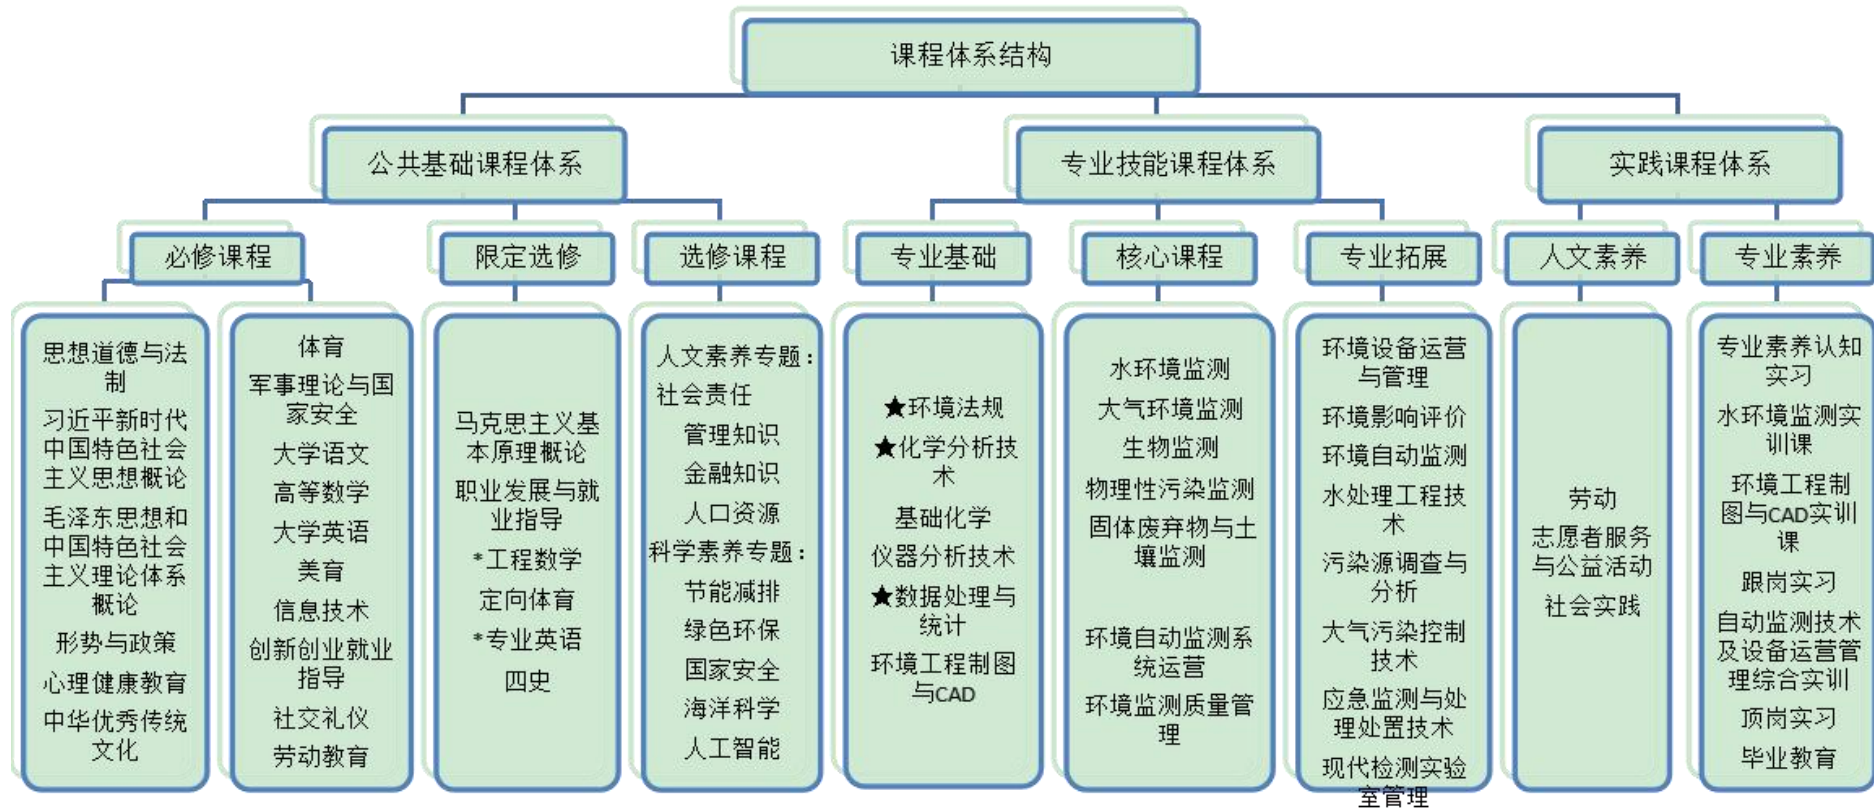 课程体系结构
公共基础课程体系
专业技能课程体系
实践课程体系
必修课程
限定选修
选修课程
专业基础
核心课程
专业拓展
人文素养
专业素养
思想道德与法
制
习近平新时代
中国特色社会
主义思想概论
毛泽东思想和
中国特色社会
主义理论体系
概论
形势与政策
心理健康教育
中华优秀传统
文化
体育
军事理论与国
家安全
大学语文
高等数学
大学英语
美育
信息技术
创新创业就业
指导
社交礼仪
劳动教育
马克思主义基
本原理概论
职业发展与就
业指导
*工程数学
定向体育
*专业英语
四史
人文素养专题：
社会责任
管理知识
金融知识
人口资源
科学素养专题：
节能减排
绿色环保
国家安全
海洋科学
人工智能
★环境法规
★化学分析技
术
基础化学
仪器分析技术
★数据处理与
统计
环境工程制图
与CAD
水环境监测
大气环境监测
生物监测
物理性污染监测
固体废弃物与土
壤监测
环境自动监测系
统运营
环境监测质量管
理
环境设备运营
与管理
环境影响评价
环境自动监测
水处理工程技
术
污染源调查与
分析
大气污染控制
技术
应急监测与处
理处置技术
现代检测实验
室管理
劳动
志愿者服务
与公益活动
社会实践
专业素养认知
实习
水环境监测实
训课
环境工程制
图与CAD实训
课
跟岗实习
自动监测技术
及设备运营管
理综合实训
顶岗实习
毕业教育